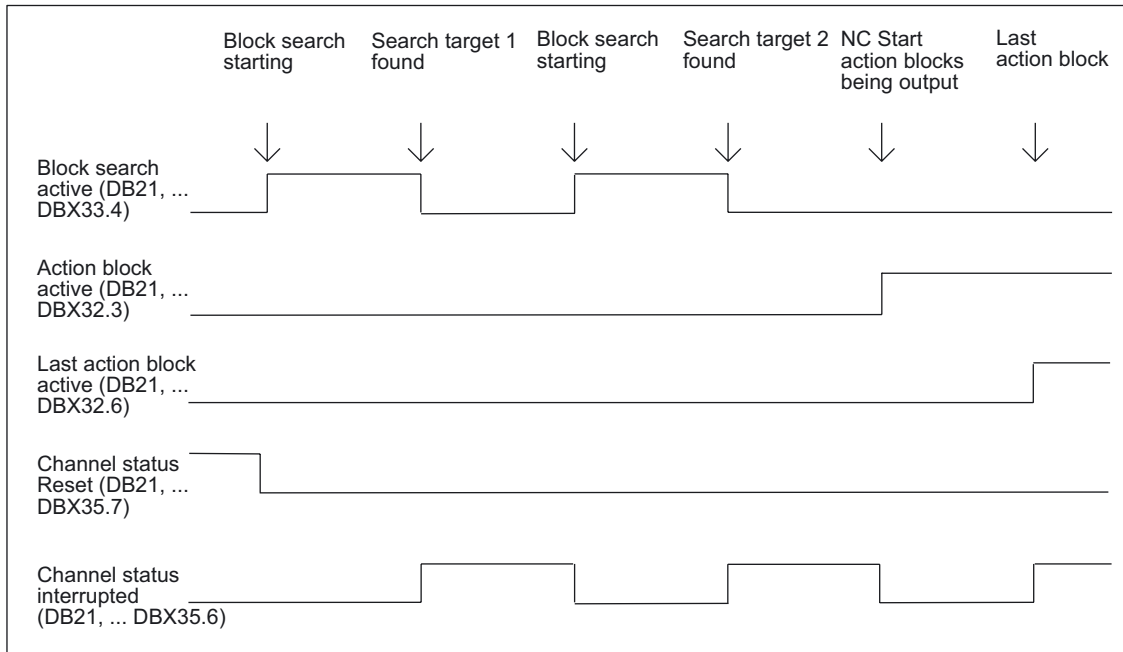 Block search
starting
Search target 1
found
Block search
starting
Search target 2
found
NC Start
action blocks
being output
Last
action block
Block search
active (DB21, ...
DBX33.4)
Action block
active (DB21, ...
DBX32.3)
Last action block
active (DB21, ...
DBX32.6)
Channel status
Reset (DB21, ...
DBX35.7)
Channel status
interrupted
(DB21, ... DBX35.6)